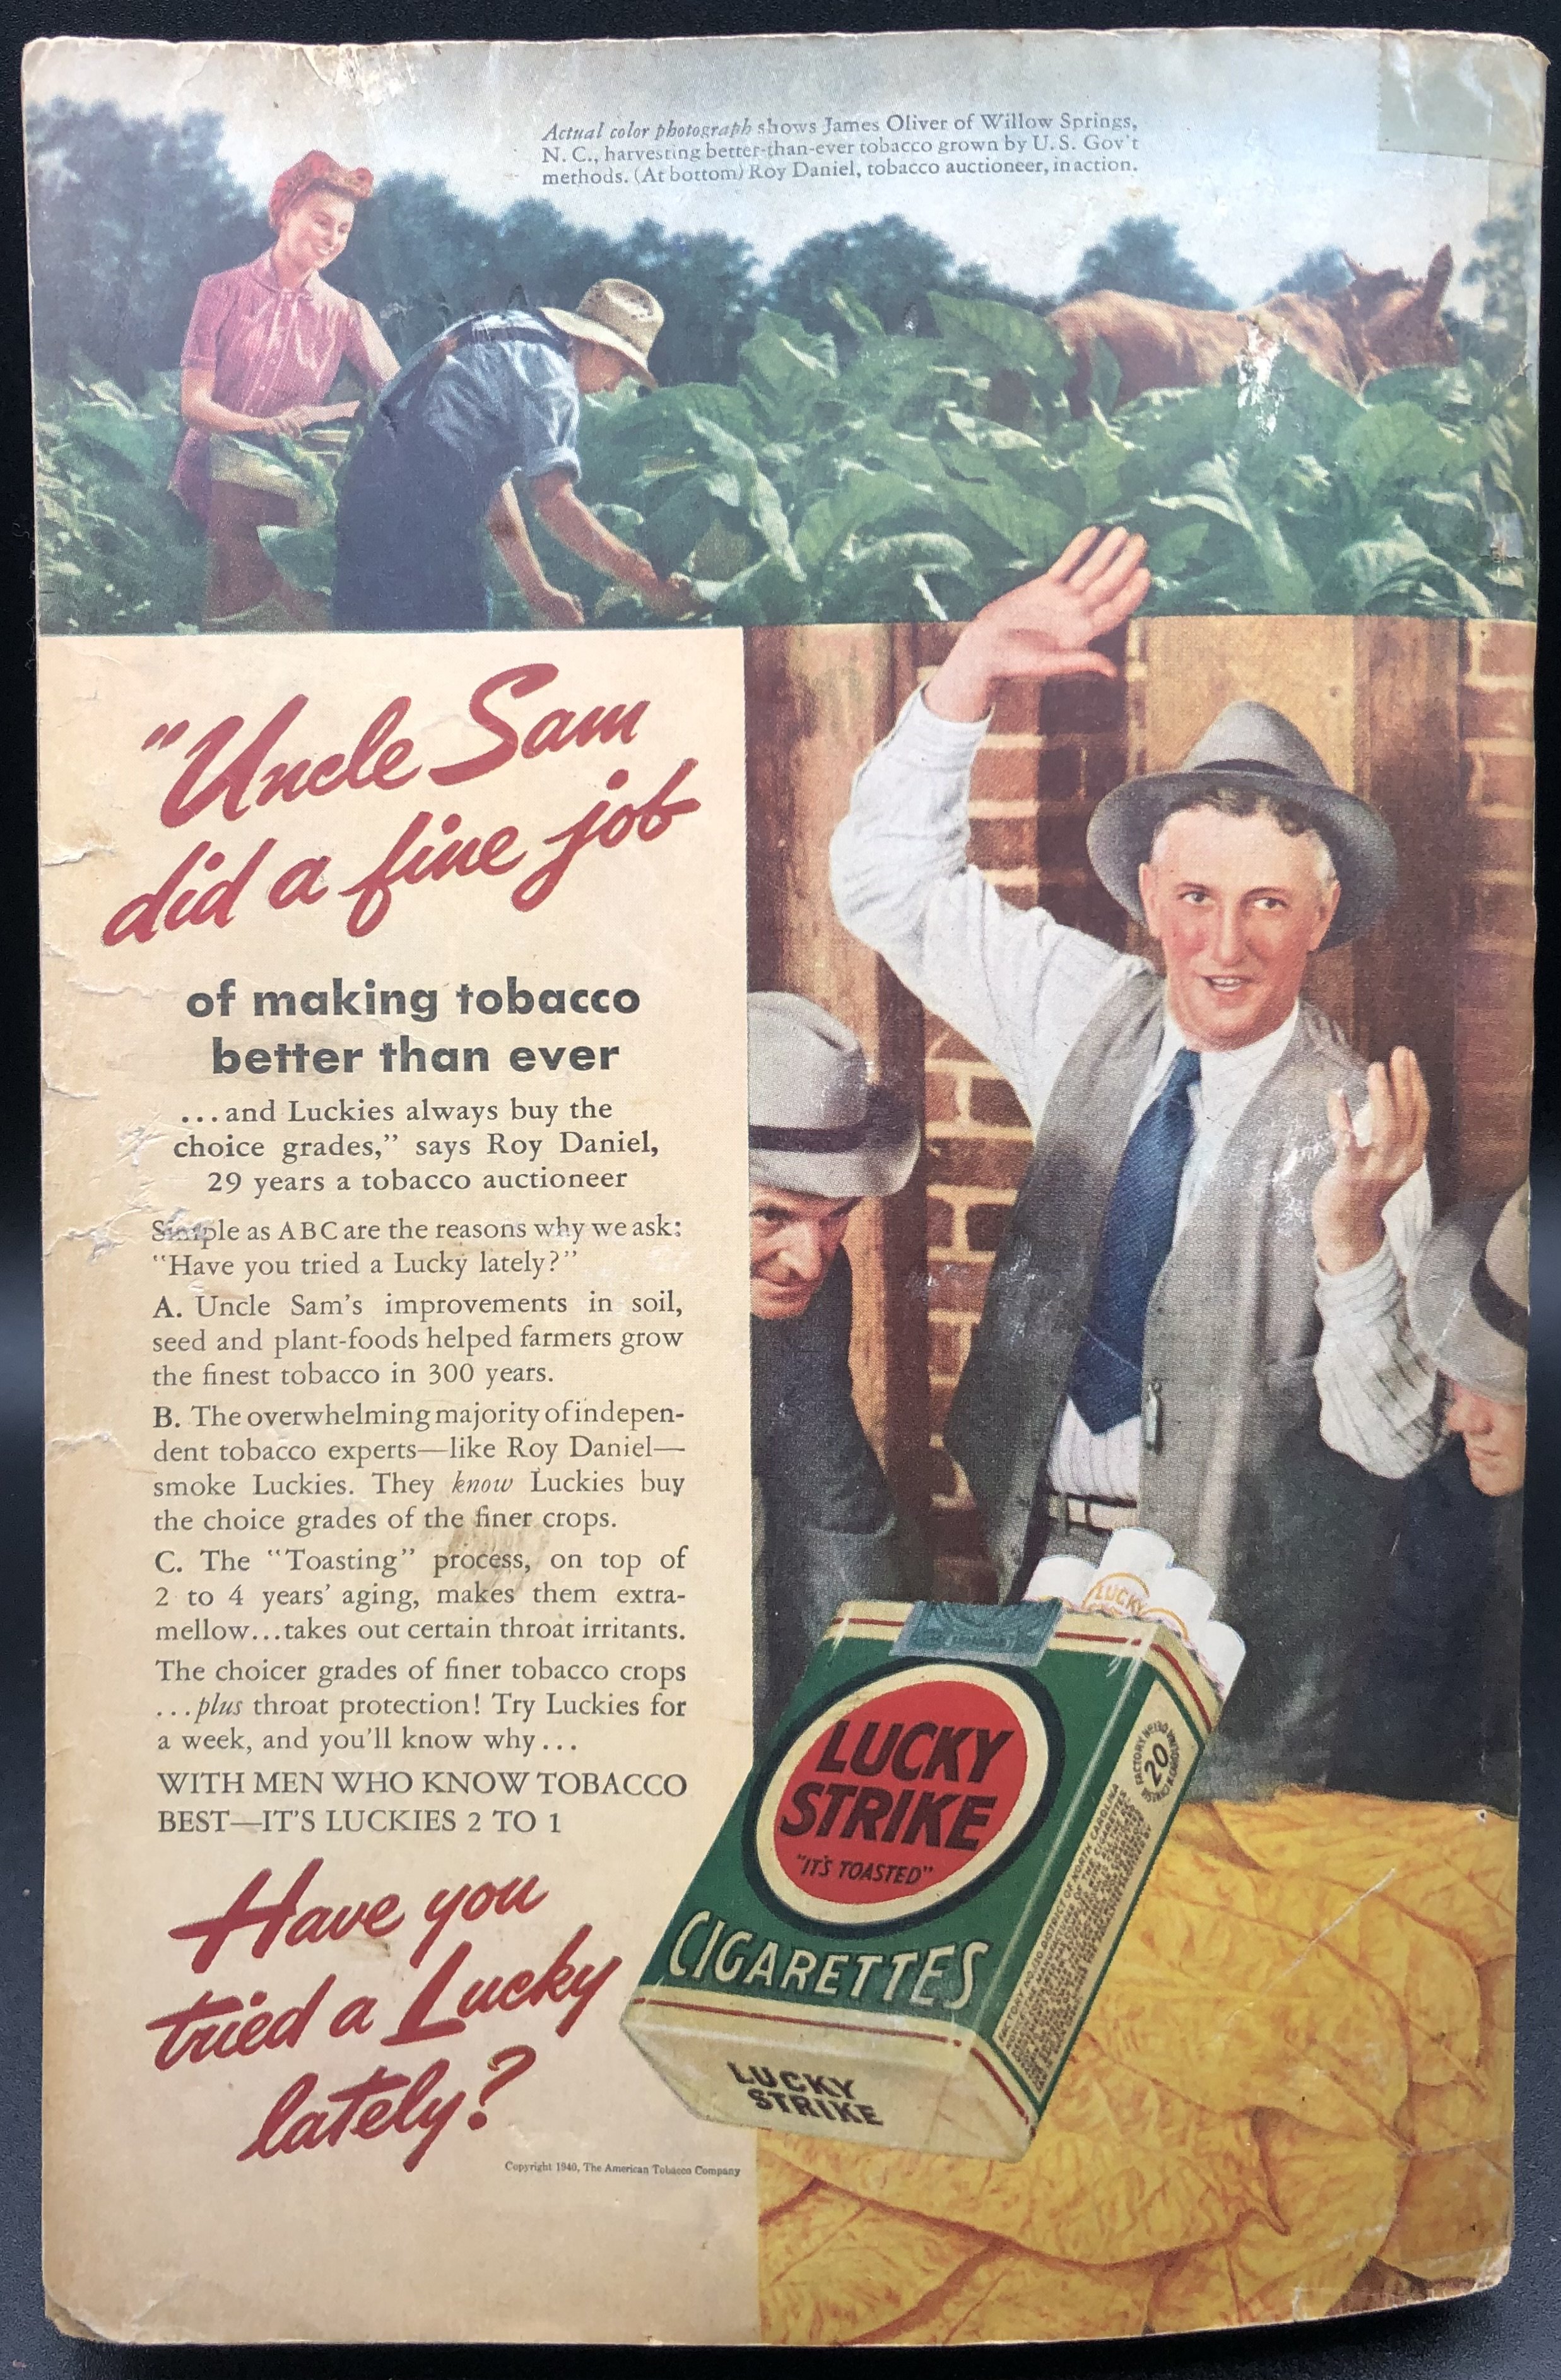 Actual color photograph shows James Oliver of Willow Springs,
N. C., harvesting better-than-ever tobacco grown by U. S. Gov't
methods. (At bottom) Roy Daniel, tobacco auctioneer, in action.
"Uncle Sam
did a fine job
of making tobacco
better than ever
...and Luckies always buy the
choice grades," says Roy Daniel,
29 years a tobacco auctioneer
Simple as ABC are the reasons why we ask:
"Have you tried a Lucky lately?"
A. Uncle Sam's improvements in soil,
seed and plant-foods helped farmers grow
the finest tobacco in 300 years.
B. The overwhelming majority of indepen-
dent tobacco experts—like Roy Daniel—
smoke Luckies. They know Luckies buy
the choice grades of the finer crops.
C. The "Toasting" process, on top of
2 to 4 years' aging, makes them extra-
mellow...takes out certain throat irritants.
The choicer grades of finer tobacco crops
...plus throat protection! Try Luckies for
a week, and you'll know why...
WITH MEN WHO KNOW TOBACCO
BEST—IT'S LUCKIES 2 TO 1
Have you
tried a Lucky
lately?
Copyright 1940, The American Tobacco Company
LUCKY
LUCKY
STRIKE
"IT'S TOASTED"
CIGARETTES
LUCKY
STRIKE
20